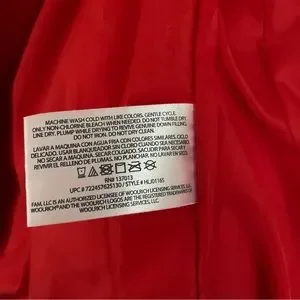 MACHINE WASH COLD WITH LIKE COLORS. GENTLE CYCLE.
ONLY NON-CHLORINE BLEACH WHEN NEEDED. DO NOT TUMBLE DRY
LINE DRY. PLUMP WHILE DRYING TO REVIVE GENUINE DOWN FILLING.
DO NOT IRON. DO NOT DRY CLEAN.
LAVAR A MAQUINA CON AGUA FRIA CON COLORES SIMILARES. CICLO
DELICADO. USAR BLANQUEADOR SIN CLORO CUANDO SEA NECESARIO.
NO SECAR A MAQUINA. SECAR COLGADO. SACUDIR PARA SECAR Y
REVIVIR EL RELLENO DE PLUMAS. NO PLANCHAR. NO LAVAR EN SECO.
RN# 137013
UPC # 722457625130 / STYLE # HLJ01165
FAM, LLC IS AN AUTHORIZED LICENSEE OF WOOLRICH LICENSING SERVICES, LLC.
WOOLRICH® AND THE WOOLRICH LOGOS ARE THE REGISTERED TRADEMARKS OF
WOOLRICH LICENSING SERVICES, LLC.